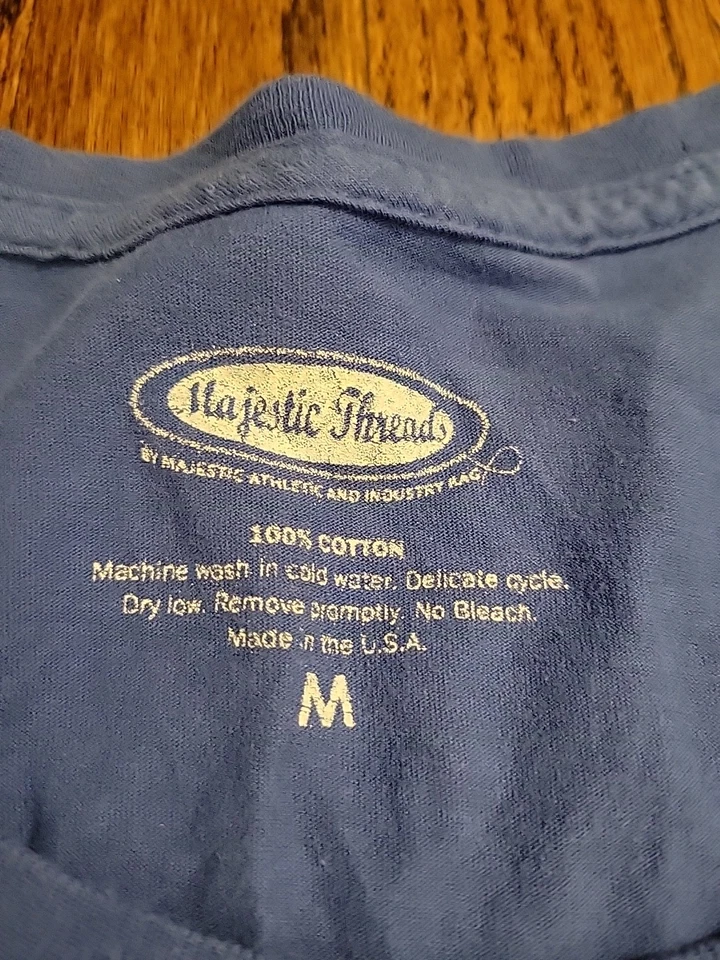 Majestic Threads
BY MAJESTIC ATHLETIC AND INDUSTRY RAG
100% COTTON
Machine wash in cold water. Delicate cycle.
Dry low. Remove promptly. No Bleach.
Made in the U.S.A.
M